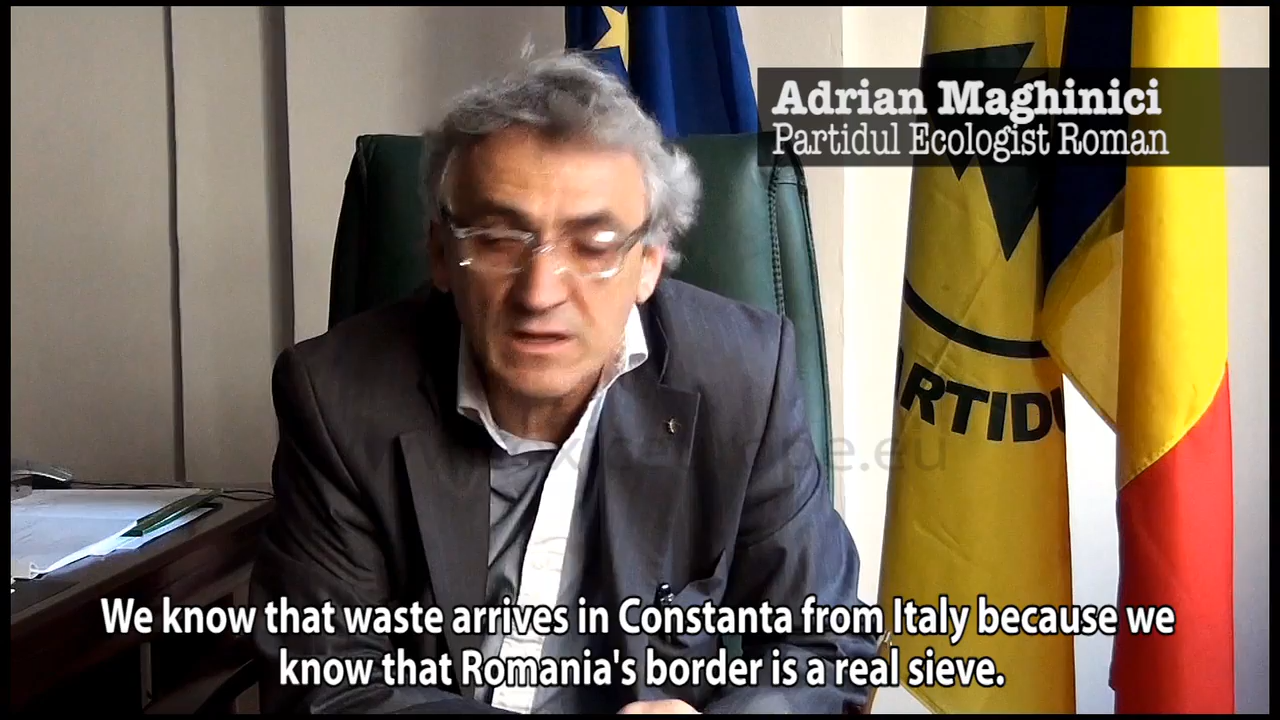 Adrian Maghinici
Partidul Ecologist Roman
ARTIDU
We know that waste arrives in Constanta from Italy because we
know that Romania's border is a real sieve.